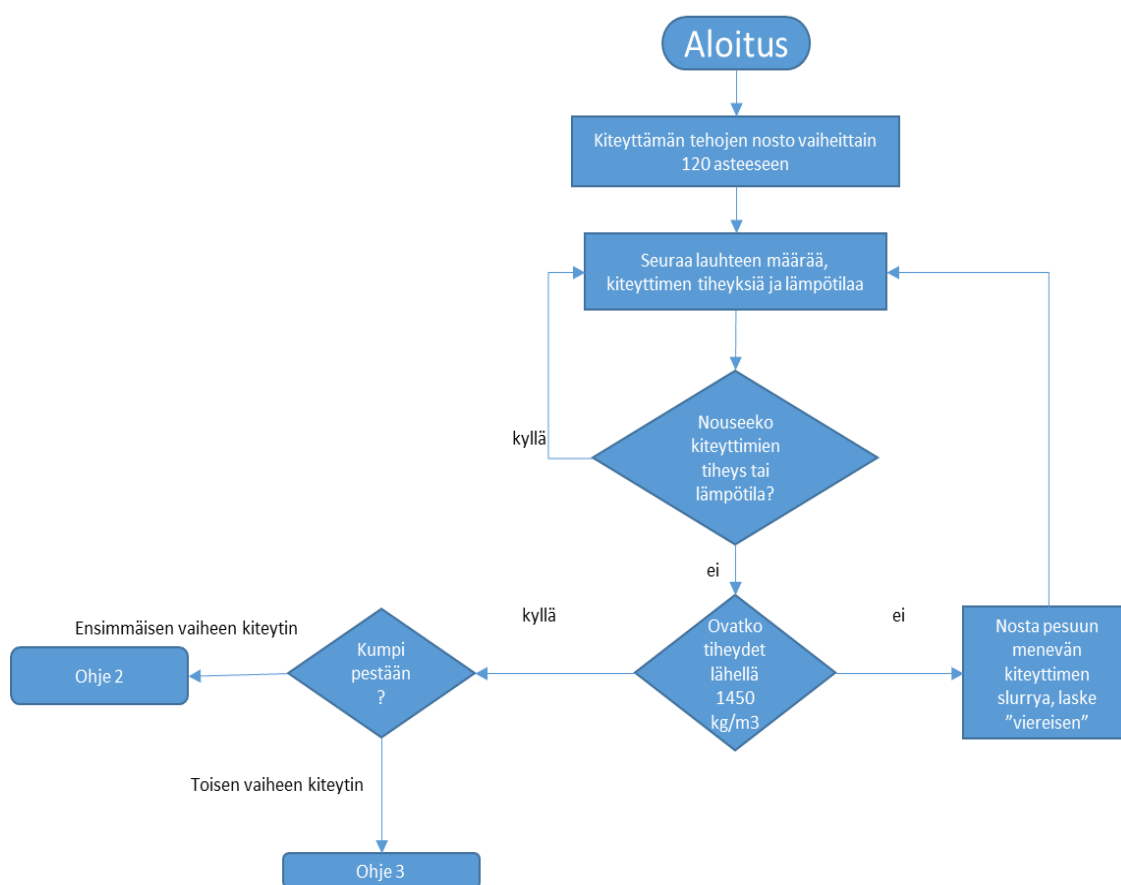 Aloitus
Kiteyttämän tehojen nosto vaiheittain
120 asteeseen
Seuraa lauhteen määrää,
kiteyttimen tiheyksiä ja lämpötilaa
kyllä
Nouseeko
kiteyttimien
tiheys tai
lämpötila?
ei
Ensimmäisen vaiheen kiteytin
Ohje 2
Kumpi
pestään
?
kyllä
Ovatko
tiheydet
lähellä
1450
kg/m3
ei
Nosta pesuun
menevän
kiteyttimen
slurrya, laske
”viereisen”
Toisen vaiheen kiteytin
Ohje 3